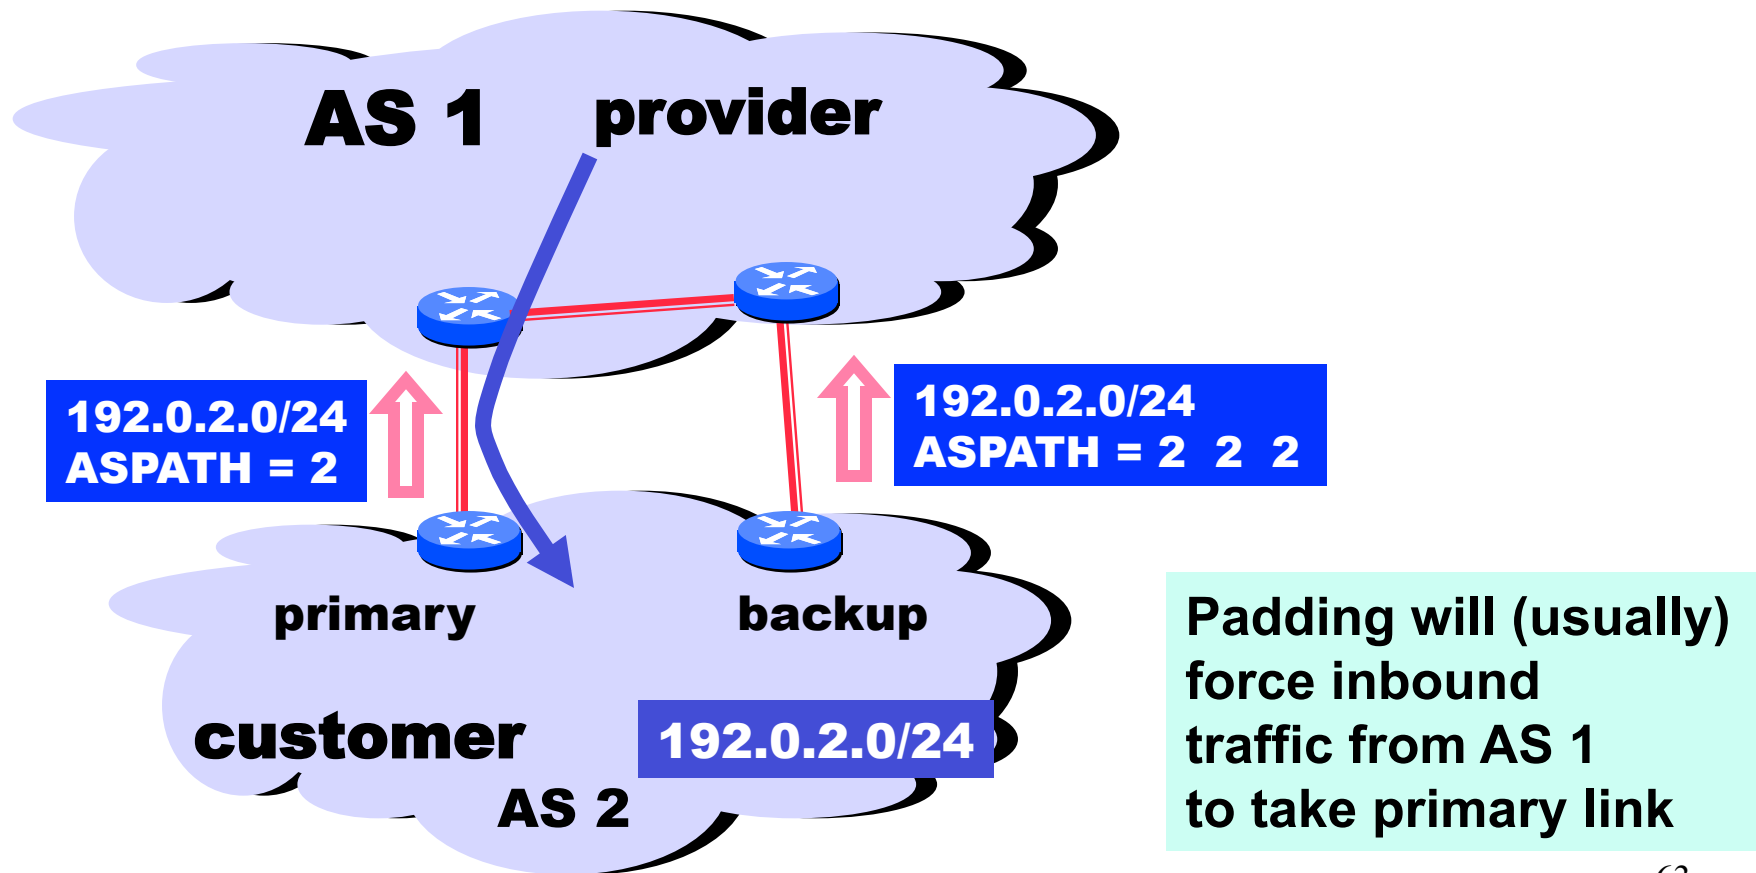 AS 1 provider
192.0.2.0/24
ASPATH = 2
192.0.2.0/24
ASPATH = 2 2 2
primary
backup
customer
192.0.2.0/24
AS 2
Padding will (usually)
force inbound
traffic from AS 1
to take primary link